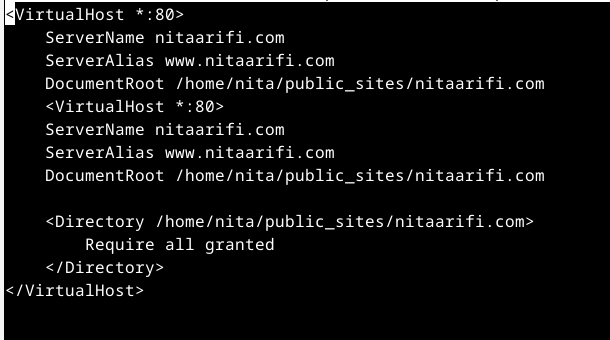 <VirtualHost *:80>
    ServerName nitaarifi.com
    ServerAlias www.nitaarifi.com
    DocumentRoot /home/nita/public_sites/nitaarifi.com
    <VirtualHost *:80>
    ServerName nitaarifi.com
    ServerAlias www.nitaarifi.com
    DocumentRoot /home/nita/public_sites/nitaarifi.com

    <Directory /home/nita/public_sites/nitaarifi.com>
        Require all granted
    </Directory>
</VirtualHost>